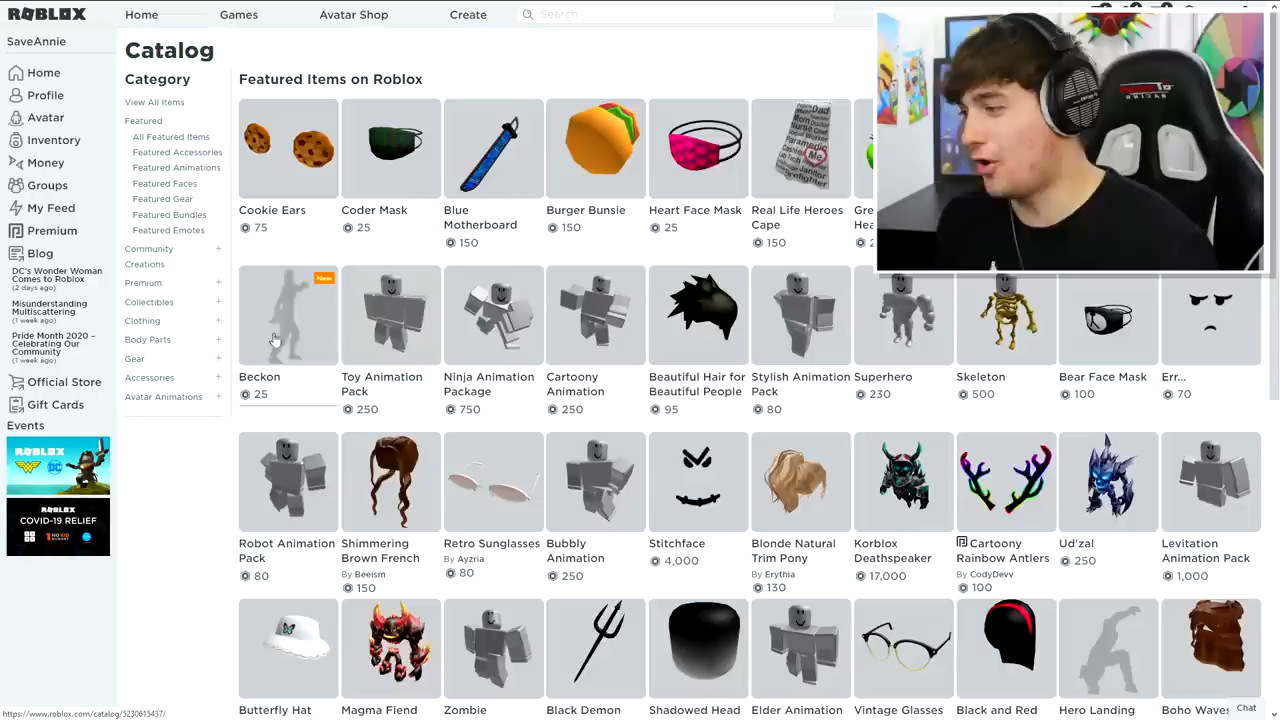 ROBLOX
Home
Games
Avatar Shop
Create
Search
SaveAnnie
Home
Profile
Avatar
Inventory
Money
Groups
My Feed
Premium
Blog
DC's Wonder Woman
Comes to Roblox
(2 days ago)
Misunderstanding
Multiscattering
(1 week ago)
Pride Month 2020 –
Celebrating Our
Community
(1 week ago)
Official Store
Gift Cards
Events
ROBLOX
DC
ROBLOX
COVID-19 RELIEF
Catalog
Category
View All Items
Featured
All Featured Items
Featured Accessories
Featured Animations
Featured Faces
Featured Gear
Featured Bundles
Featured Emotes
Community +
Creations
Premium +
Collectibles +
Clothing +
Body Parts +
Gear +
Accessories +
Avatar Animations +
Featured Items on Roblox
Cookie Ears
75
Coder Mask
25
Blue
Motherboard
150
Burger Bunsie
150
Heart Face Mask
25
Real Life Heroes
Cape
150
Gre
Hea
2
New
Beckon
25
Toy Animation
Pack
250
Ninja Animation
Package
750
Cartoony
Animation
250
Beautiful Hair for
Beautiful People
95
Stylish Animation
Pack
80
Superhero
230
Skeleton
500
Bear Face Mask
100
Err...
70
Robot Animation
Pack
80
Shimmering
Brown French
By Beeism
150
Retro Sunglasses
By Ayzria
80
Bubbly
Animation
250
Stitchface
4,000
Blonde Natural
Trim Pony
By Erythia
130
Korblox
Deathspeaker
17,000
Cartoony
Rainbow Antlers
By CodyDevv
100
Ud'zal
250
Levitation
Animation Pack
1,000
Butterfly Hat
Magma Fiend
Zombie
Black Demon
Shadowed Head
Elder Animation
Vintage Glasses
Black and Red
Hero Landing
Boho Waves
Chat
https://www.roblox.com/catalog/5230615437/